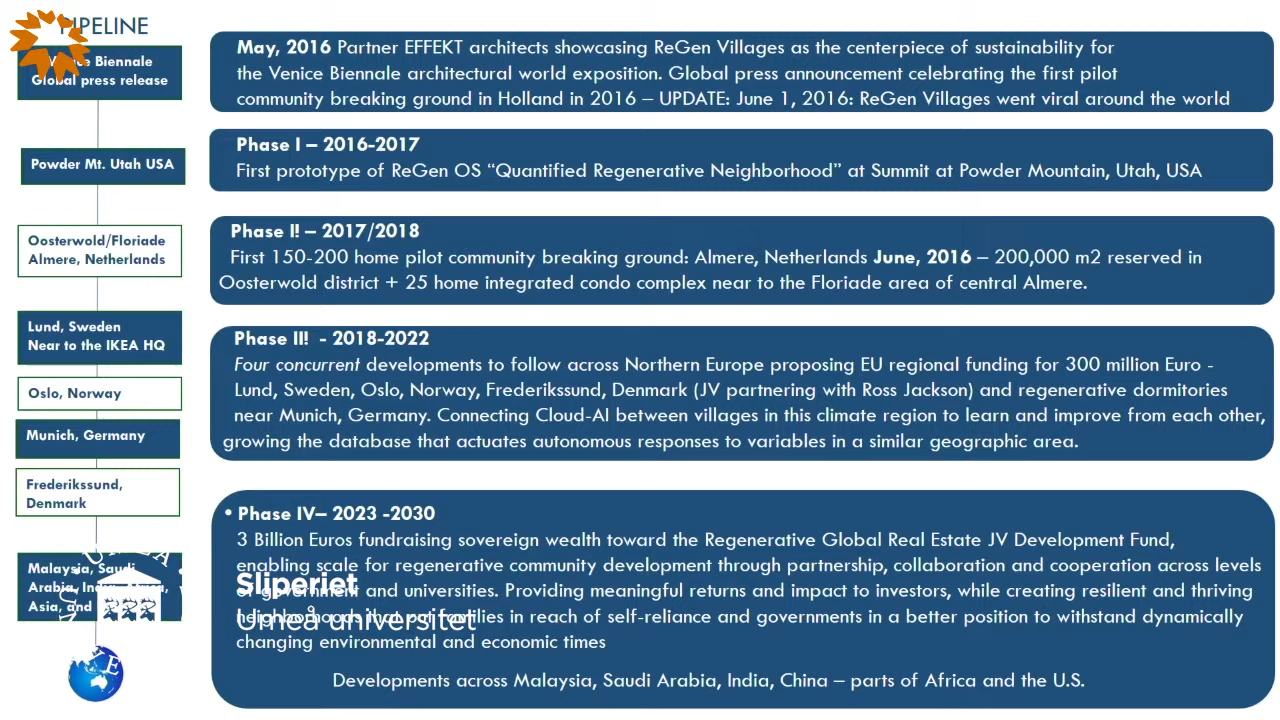 PIPELINE
Venice Biennale
Global press release
May, 2016 Partner EFFEKT architects showcasing ReGen Villages as the centerpiece of sustainability for
the Venice Biennale architectural world exposition. Global press announcement celebrating the first pilot
community breaking ground in Holland in 2016 – UPDATE: June 1, 2016: ReGen Villages went viral around the world
Powder Mt. Utah USA
Phase I – 2016-2017
First prototype of ReGen OS “Quantified Regenerative Neighborhood” at Summit at Powder Mountain, Utah, USA
Oosterwold/Floriade
Almere, Netherlands
Phase I! – 2017/2018
First 150-200 home pilot community breaking ground: Almere, Netherlands June, 2016 – 200,000 m2 reserved in
Oosterwold district + 25 home integrated condo complex near to the Floriade area of central Almere.
Lund, Sweden
Near to the IKEA HQ
Oslo, Norway
Munich, Germany
Phase II! - 2018-2022
Four concurrent developments to follow across Northern Europe proposing EU regional funding for 300 million Euro -
Lund, Sweden, Oslo, Norway, Frederikssund, Denmark (JV partnering with Ross Jackson) and regenerative dormitories
near Munich, Germany. Connecting Cloud-AI between villages in this climate region to learn and improve from each other,
growing the database that actuates autonomous responses to variables in a similar geographic area.
Frederikssund,
Denmark
Malaysia, Saudi
Arabia, India,
Asia, and
• Phase IV– 2023 -2030
3 Billion Euros fundraising sovereign wealth toward the Regenerative Global Real Estate JV Development Fund,
enabling scale for regenerative community development through partnership, collaboration and cooperation across levels
of government and universities. Providing meaningful returns and impact to investors, while creating resilient and thriving
neighborhoods that put families in reach of self-reliance and governments in a better position to withstand dynamically
changing environmental and economic times
Developments across Malaysia, Saudi Arabia, India, China – parts of Africa and the U.S.
Sliperiet
Umeå universitet